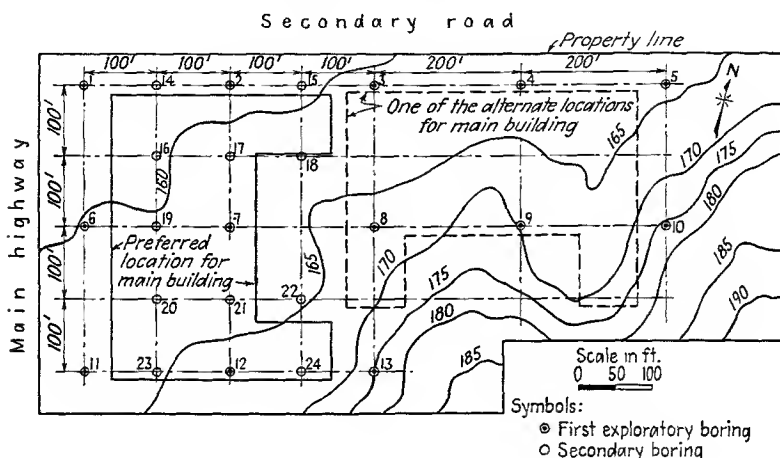 Secondary road
Property line
100' 100' 100' 100' 200' 200'
1 14 2 15 3 4 5
N
One of the alternate locations
for main building
165
170
175
180
100' 100' 100' 100'
Main highway
16 17 18
160
6 19 7 8 9 10
Preferred
location for
main building
165
170
175
180
185
185
190
20 21 22
11 23 12 24 13
Scale in ft.
0 50 100
Symbols:
First exploratory boring
Secondary boring